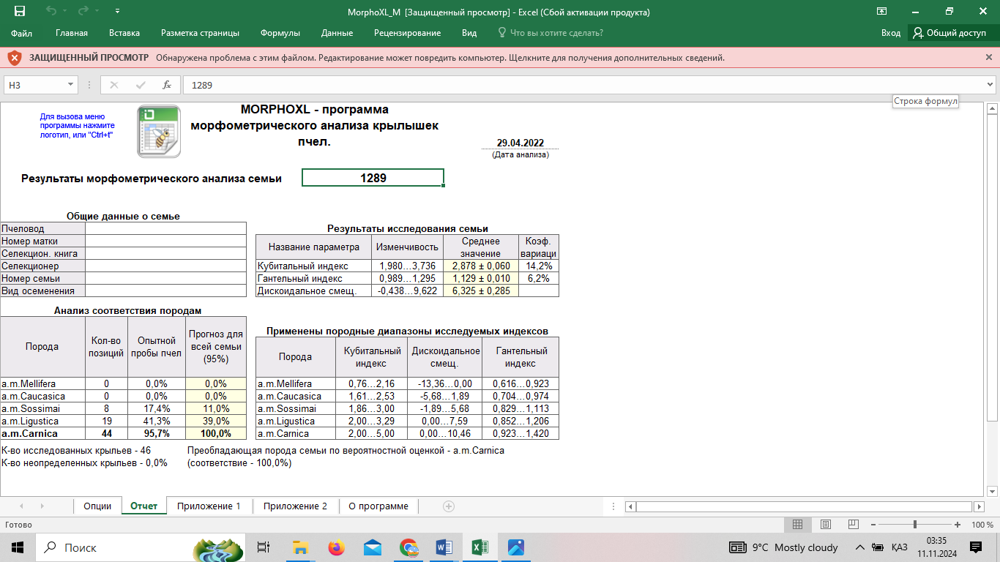 MorphoXL_M [Защищенный просмотр] - Excel (Сбой активации продукта)
Файл Главная Вставка Разметка страницы Формулы Данные Рецензирование Вид Что вы хотите сделать? Вход Общий доступ
ЗАЩИЩЕННЫЙ ПРОСМОТР Обнаружена проблема с этим файлом. Редактирование может повредить компьютер. Щелкните для получения дополнительных сведений.
H3 fx 1289
Строка формул
Для вызова меню
программы нажмите
логотип, или "Ctrl+t"
MORPHOXL - программа
морфометрического анализа крылышек
пчел.
29.04.2022
(Дата анализа)
Результаты морфометрического анализа семьи 1289
Общие данные о семье
Пчеловод
Номер матки
Селекцион. книга
Селекционер
Номер семьи
Вид осеменения
Результаты исследования семьи
Название параметра Изменчивость Среднее значение Коэф. вариаци
Кубитальный индекс 1,980...3,736 2,878 ± 0,060 14,2%
Гантельный индекс 0,989...1,295 1,129 ± 0,010 6,2%
Дискоидальное смещ. -0,438...9,622 6,325 ± 0,285
Анализ соответствия породам
Порода Кол-во позиций Опытной пробы пчел Прогноз для всей семьи (95%)
a.m.Mellifera 0 0,0% 0,0%
a.m.Caucasica 0 0,0% 0,0%
a.m.Sossimai 8 17,4% 11,0%
a.m.Ligustica 19 41,3% 39,0%
a.m.Carnica 44 95,7% 100,0%
Применены породные диапазоны исследуемых индексов
Порода Кубитальный индекс Дискоидальное смещ. Гантельный индекс
a.m.Mellifera 0,76...2,16 -13,36...0,00 0,616...0,923
a.m.Caucasica 1,61...2,53 -5,68...1,89 0,704...0,974
a.m.Sossimai 1,86...3,00 -1,89...5,68 0,829...1,113
a.m.Ligustica 2,00...3,29 0,00...7,59 0,852...1,206
a.m.Carnica 2,00...5,00 0,00...10,46 0,923...1,420
К-во исследованных крыльев - 46 Преобладающая порода семьи по вероятностной оценкой - a.m.Carnica
К-во неопределенных крыльев - 0,0% (соответствие - 100,0%)
Опции Отчет Приложение 1 Приложение 2 О программе
Готово 100 %
Поиск 9°C Mostly cloudy ҚАЗ 03:35
11.11.2024